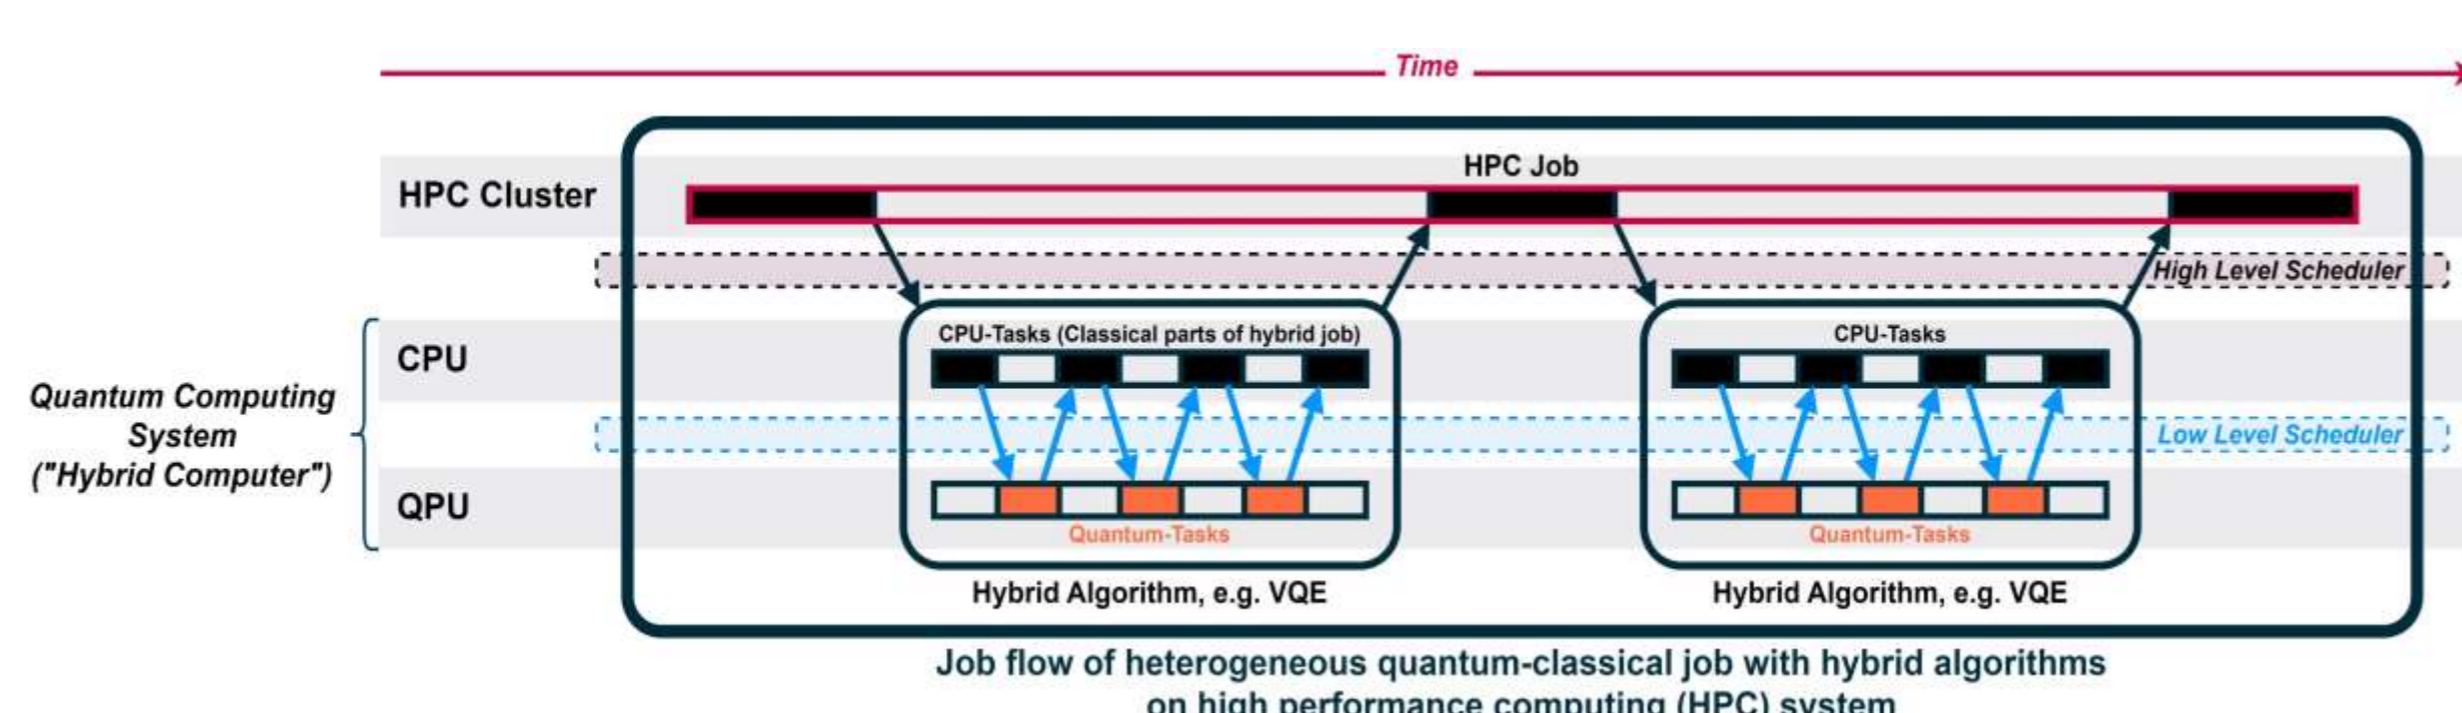 Time
HPC Cluster
HPC Job
High Level Scheduler
Quantum Computing
System
("Hybrid Computer")
CPU
CPU-Tasks (Classical parts of hybrid job)
CPU-Tasks
Low Level Scheduler
QPU
Quantum-Tasks
Quantum-Tasks
Hybrid Algorithm, e.g. VQE
Hybrid Algorithm, e.g. VQE
Job flow of heterogeneous quantum-classical job with hybrid algorithms
on high performance computing (HPC) system